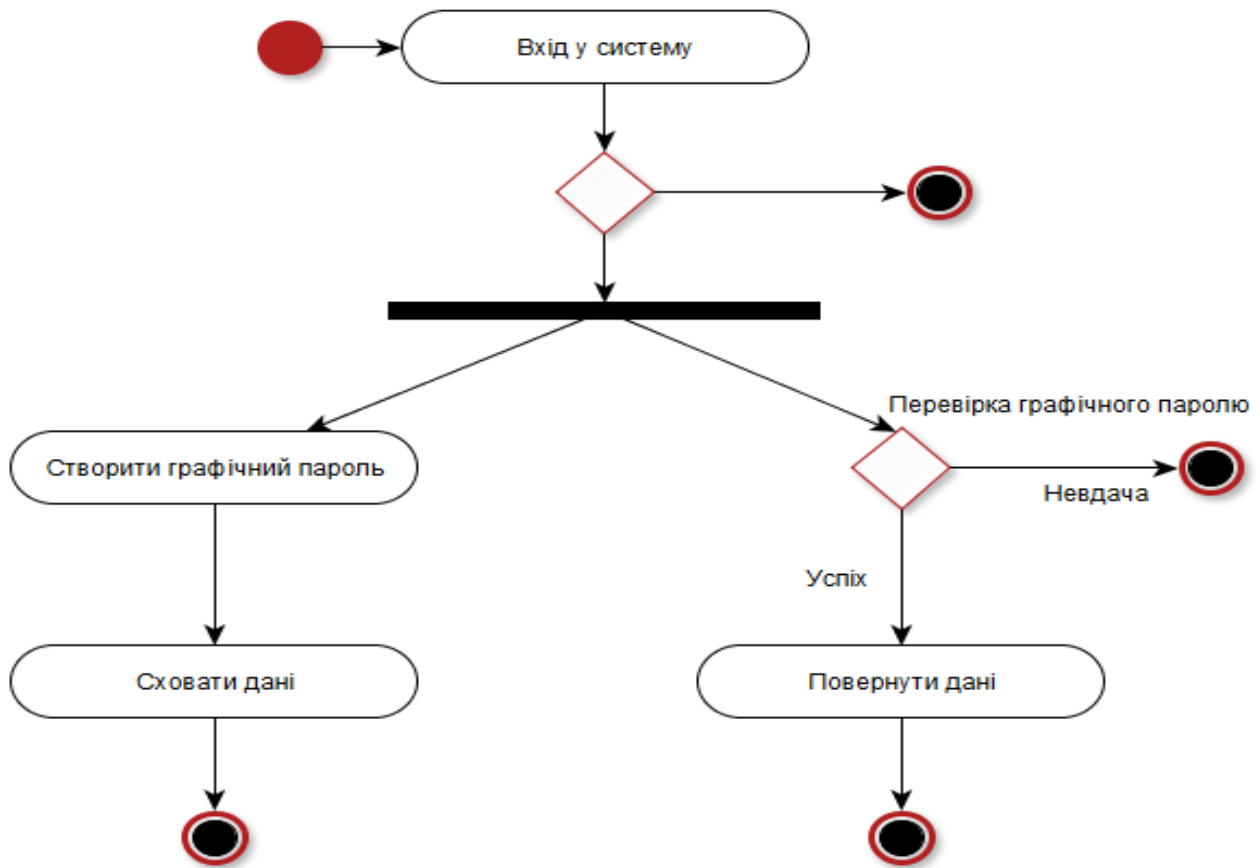 Вхід у систему
Перевірка графічного паролю
Створити графічний пароль
Невдача
Успіх
Сховати дані
Повернути дані